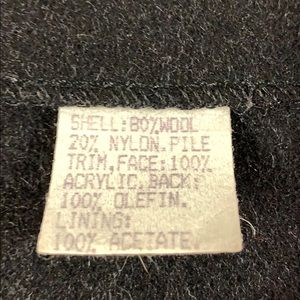 SHELL:80%WOOL
20% NYLON.PILE
TRIM,FACE:100%
ACRYLIC,BACK:
100% OLEFIN.
LINING:
100% ACETATE.